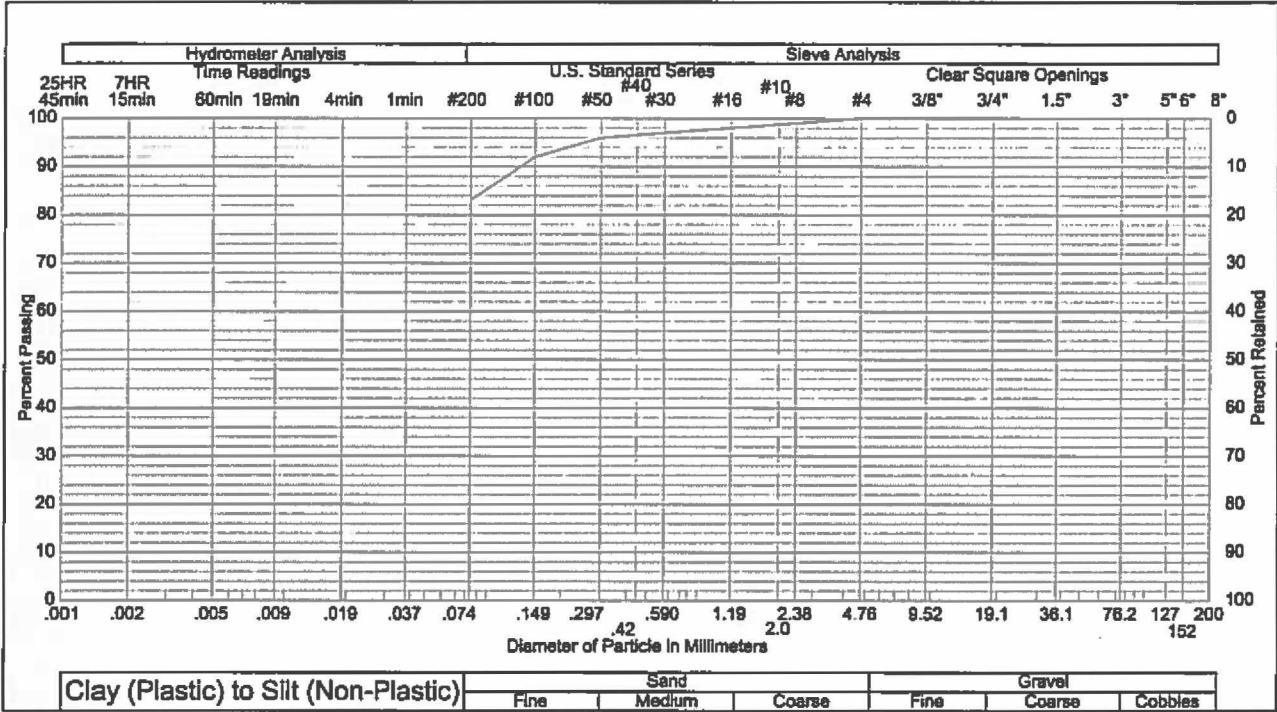 Hydrometer Analysis Sieve Analysis
Time Readings U.S. Standard Series Clear Square Openings
25HR 7HR #40 #10
45min 15min 60min 19min 4min 1min #200 #100 #50 #30 #16 #8 #4 3/8" 3/4" 1.5" 3" 5" 6" 8"
100 0
90 10
80 20
70 30
60 40
50 50
40 60
30 70
20 80
10 90
0 100
Percent Passing
Percent Retained
.001 .002 .005 .009 .019 .037 .074 .149 .297 .590 1.19 2.38 4.76 9.52 19.1 36.1 76.2 127 200
.42 2.0 152
Diameter of Particle in Millimeters
Clay (Plastic) to Silt (Non-Plastic) Sand Gravel
Fine Medium Coarse Fine Coarse Cobbles